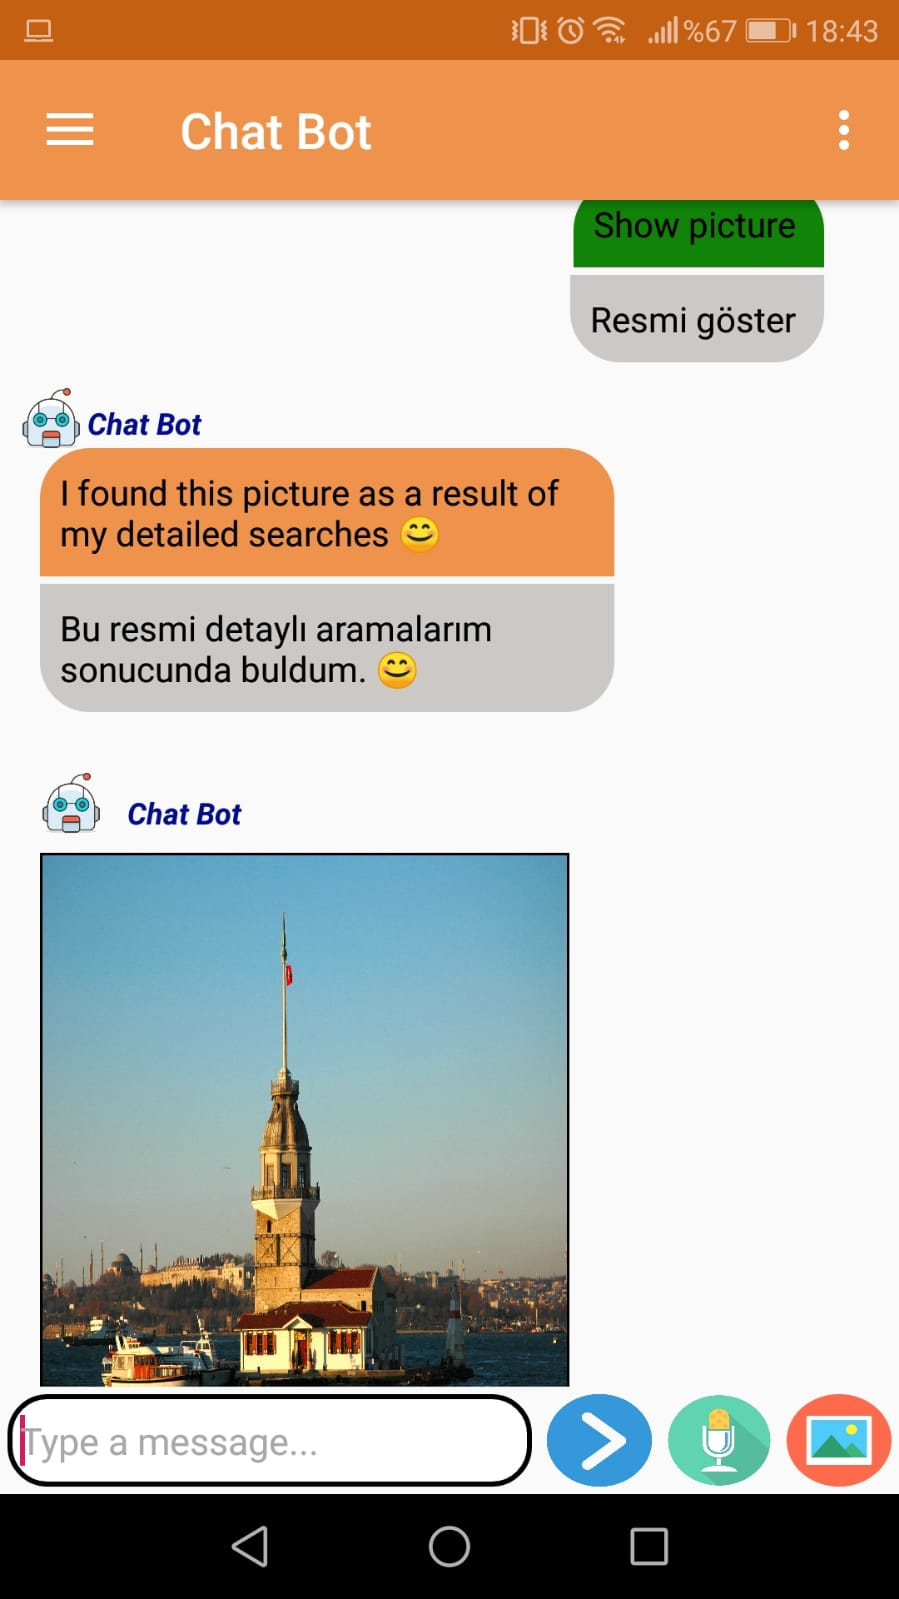 %67 18:43
Chat Bot
Show picture
Resmi göster
Chat Bot
I found this picture as a result of
my detailed searches 😊
Bu resmi detaylı aramalarım
sonucunda buldum. 😊
Chat Bot
Type a message...